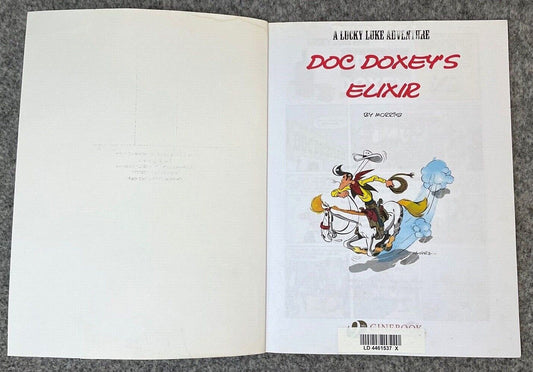 A LUCKY LUKE ADVENTURE
DOC DOXEY'S
ELIXIR
BY MORRIS
CINEBOOK
LD 4461537 X